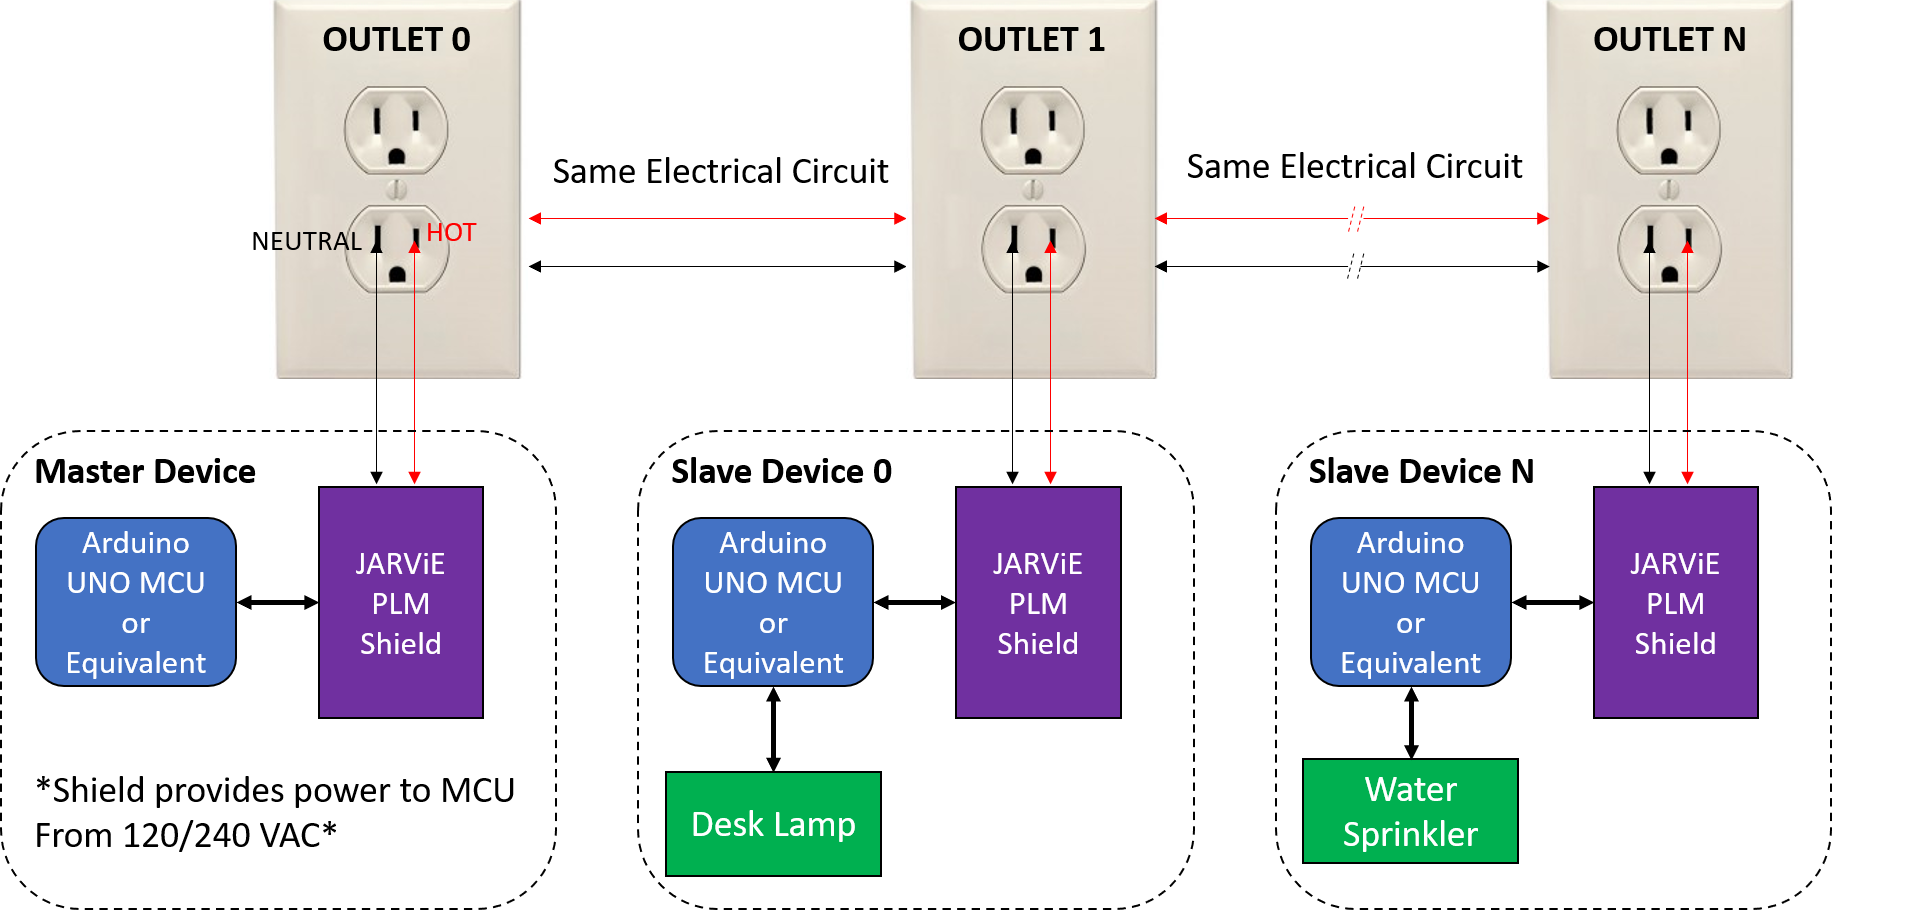 OUTLET 0
OUTLET 1
OUTLET N
Same Electrical Circuit
Same Electrical Circuit
NEUTRAL
HOT
Master Device
Arduino
UNO MCU
or
Equivalent
JARViE
PLM
Shield
*Shield provides power to MCU
From 120/240 VAC*
Slave Device 0
Arduino
UNO MCU
or
Equivalent
JARViE
PLM
Shield
Desk Lamp
Slave Device N
Arduino
UNO MCU
or
Equivalent
JARViE
PLM
Shield
Water
Sprinkler